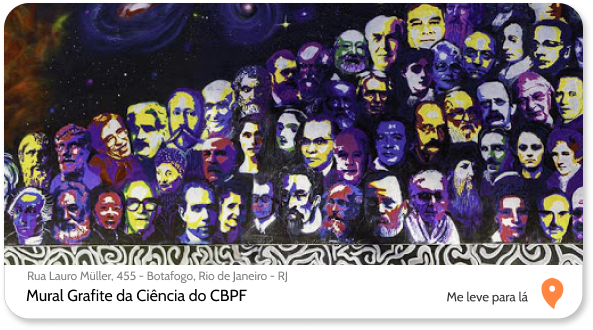 Rua Lauro Müller, 455 - Botafogo, Rio de Janeiro - RJ
Mural Grafite da Ciência do CBPF
Me leve para lá